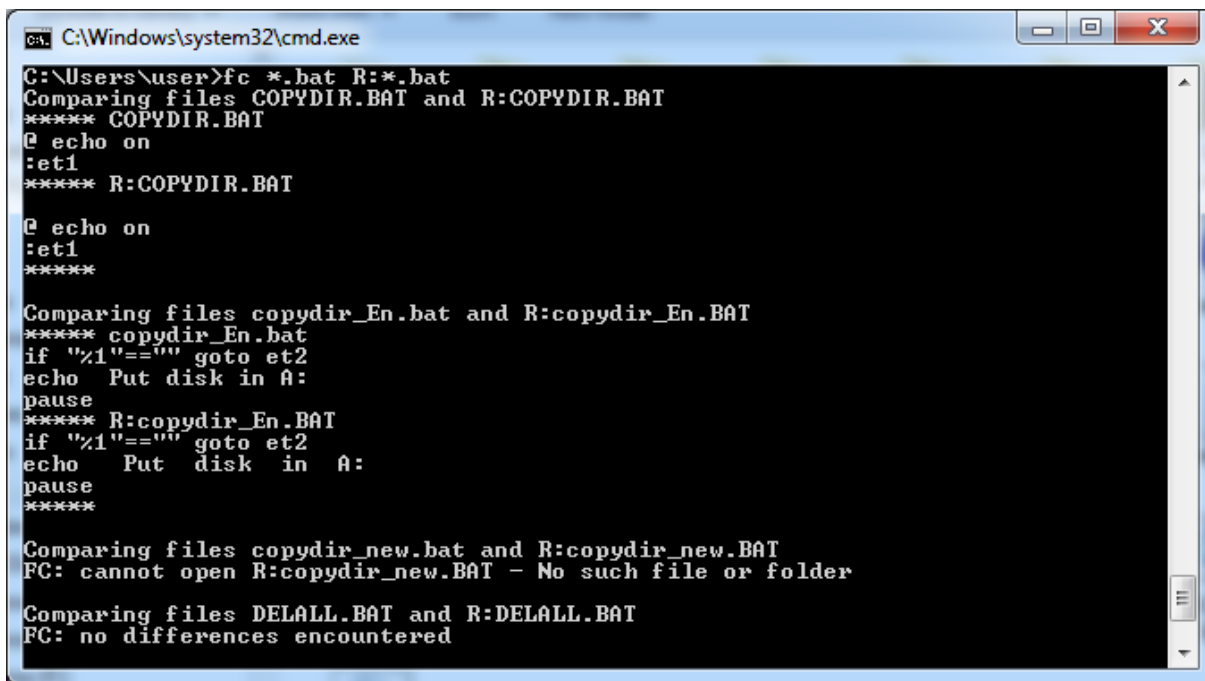 C:\Windows\system32\cmd.exe
C:\Users\user>fc *.bat R:*.bat
Comparing files COPYDIR.BAT and R:COPYDIR.BAT
***** COPYDIR.BAT
@ echo on
:et1
***** R:COPYDIR.BAT

@ echo on
:et1
*****

Comparing files copydir_En.bat and R:copydir_En.BAT
***** copydir_En.bat
if "%1"=="" goto et2
echo  Put disk in A:
pause
***** R:copydir_En.BAT
if "%1"=="" goto et2
echo   Put  disk  in  A:
pause
*****

Comparing files copydir_new.bat and R:copydir_new.BAT
FC: cannot open R:copydir_new.BAT - No such file or folder

Comparing files DELALL.BAT and R:DELALL.BAT
FC: no differences encountered